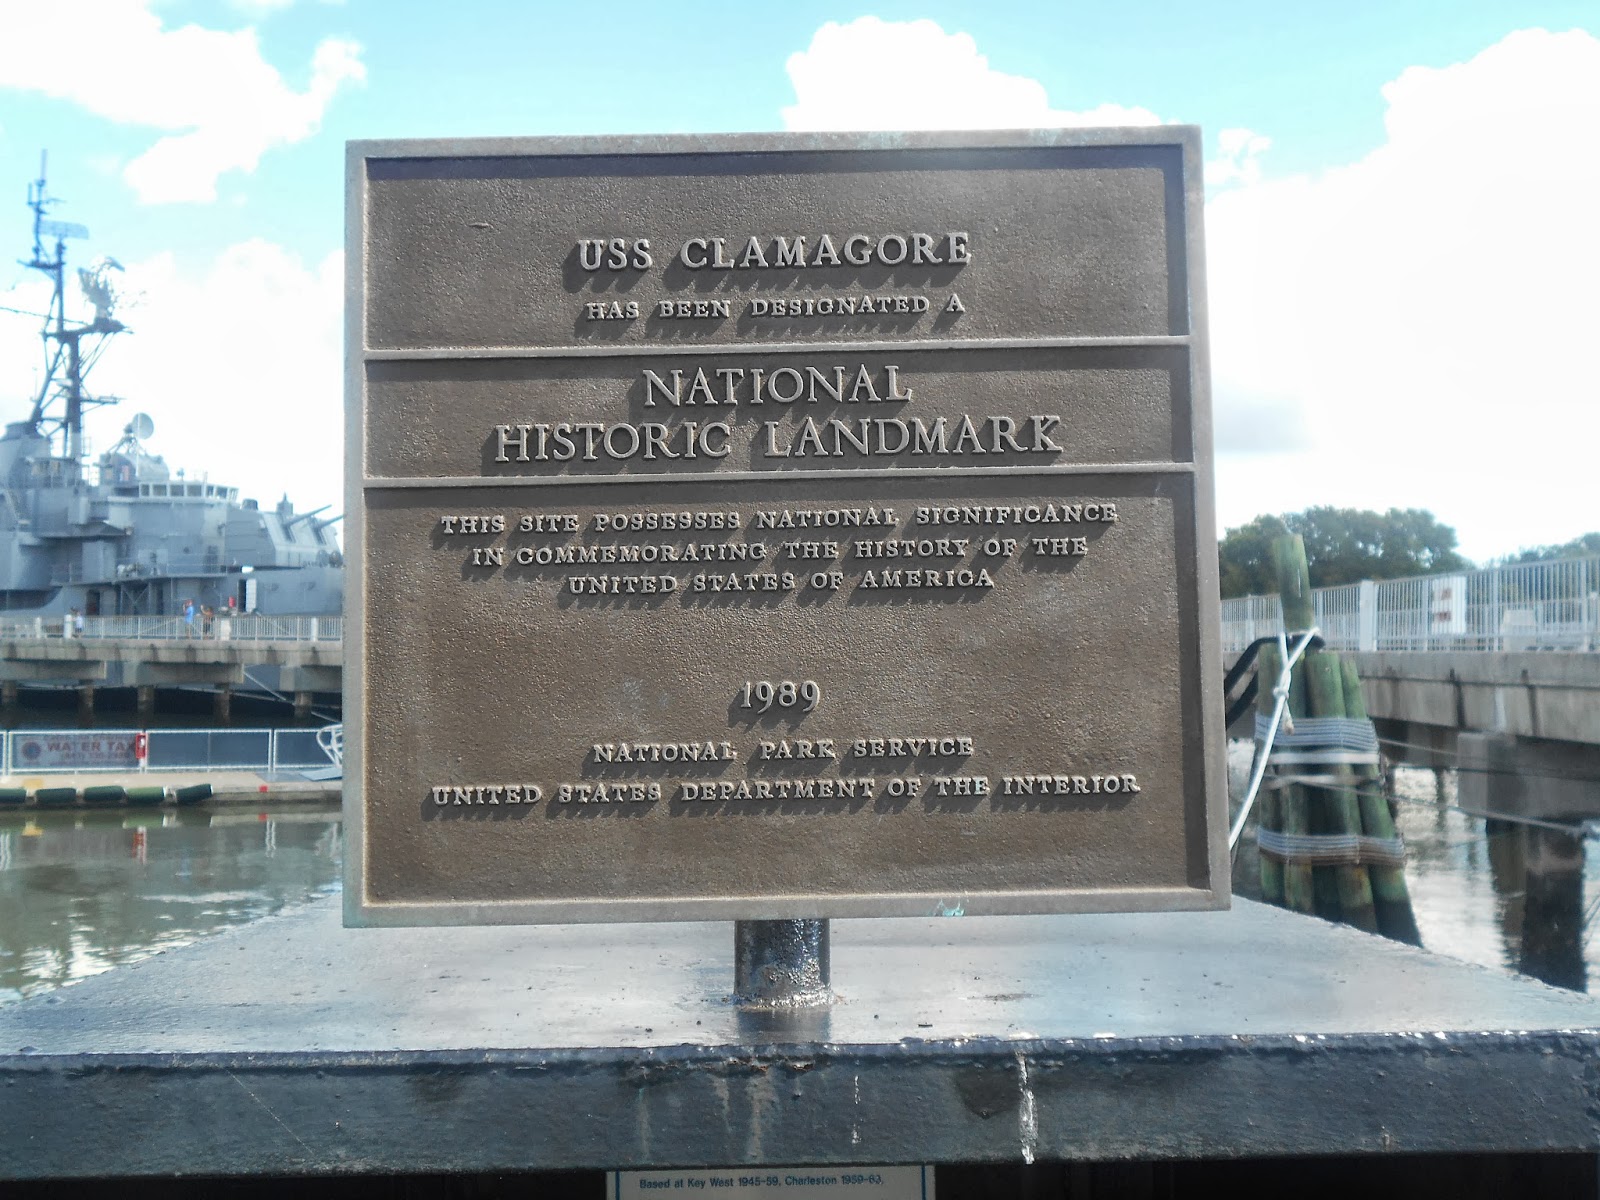 USS CLAMAGORE
HAS BEEN DESIGNATED A
NATIONAL
HISTORIC LANDMARK
THIS SITE POSSESSES NATIONAL SIGNIFICANCE
IN COMMEMORATING THE HISTORY OF THE
UNITED STATES OF AMERICA
1989
NATIONAL PARK SERVICE
UNITED STATES DEPARTMENT OF THE INTERIOR
WATER TAXI
Based at Key West 1945-59, Charleston 1959-63,